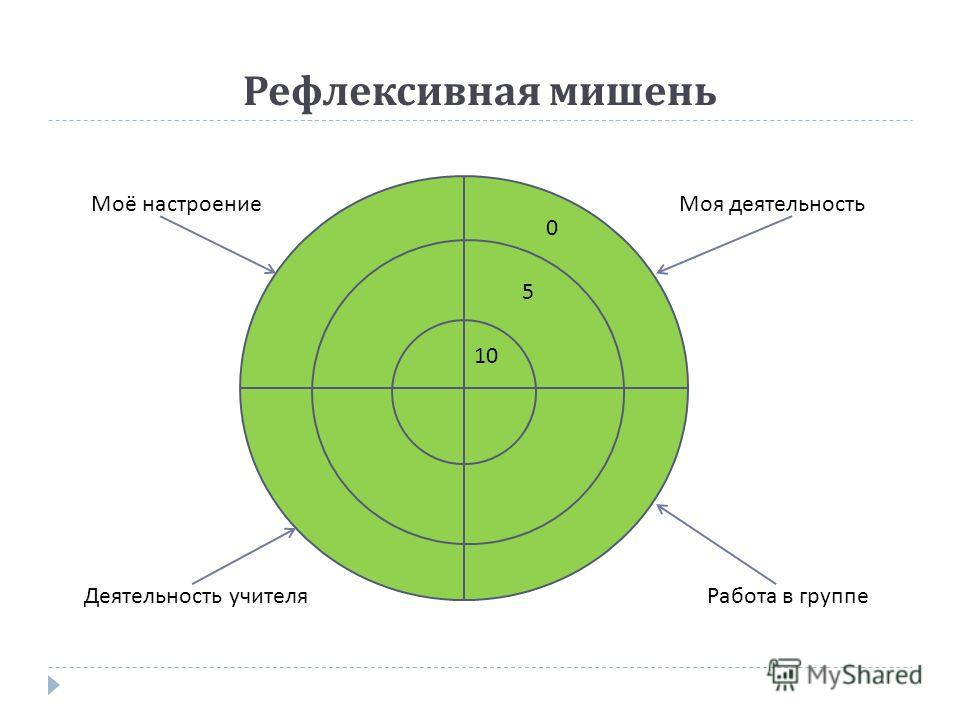 Рефлексивная мишень
Моё настроение
Моя деятельность
0
5
10
Деятельность учителя
Работа в группе
MyShared